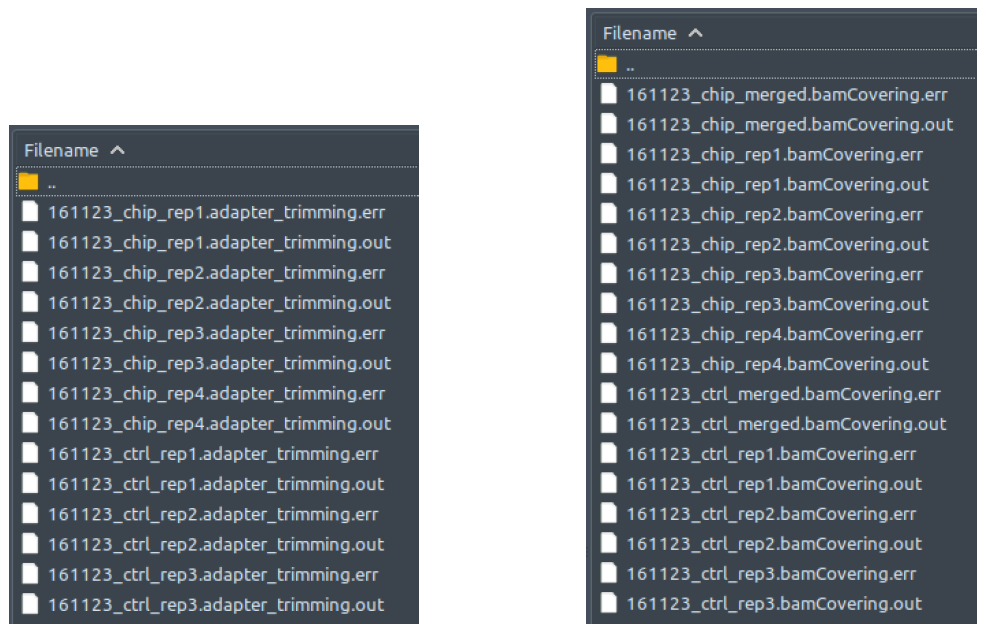 Filename
..
161123_chip_rep1.adapter_trimming.err
161123_chip_rep1.adapter_trimming.out
161123_chip_rep2.adapter_trimming.err
161123_chip_rep2.adapter_trimming.out
161123_chip_rep3.adapter_trimming.err
161123_chip_rep3.adapter_trimming.out
161123_chip_rep4.adapter_trimming.err
161123_chip_rep4.adapter_trimming.out
161123_ctrl_rep1.adapter_trimming.err
161123_ctrl_rep1.adapter_trimming.out
161123_ctrl_rep2.adapter_trimming.err
161123_ctrl_rep2.adapter_trimming.out
161123_ctrl_rep3.adapter_trimming.err
161123_ctrl_rep3.adapter_trimming.out
Filename
..
161123_chip_merged.bamCovering.err
161123_chip_merged.bamCovering.out
161123_chip_rep1.bamCovering.err
161123_chip_rep1.bamCovering.out
161123_chip_rep2.bamCovering.err
161123_chip_rep2.bamCovering.out
161123_chip_rep3.bamCovering.err
161123_chip_rep3.bamCovering.out
161123_chip_rep4.bamCovering.err
161123_chip_rep4.bamCovering.out
161123_ctrl_merged.bamCovering.err
161123_ctrl_merged.bamCovering.out
161123_ctrl_rep1.bamCovering.err
161123_ctrl_rep1.bamCovering.out
161123_ctrl_rep2.bamCovering.err
161123_ctrl_rep2.bamCovering.out
161123_ctrl_rep3.bamCovering.err
161123_ctrl_rep3.bamCovering.out